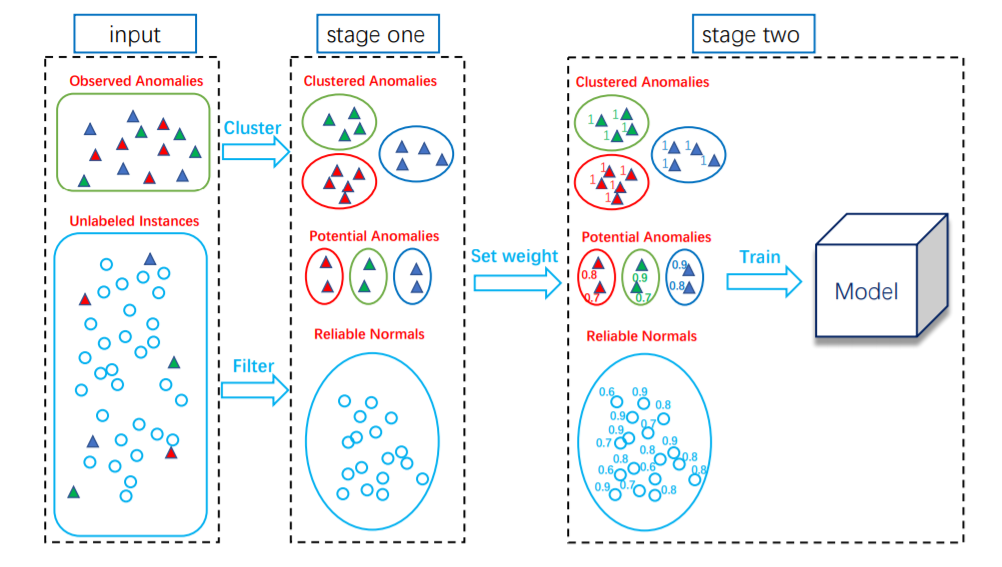 input
stage one
stage two
Observed Anomalies
Cluster
Unlabeled Instances
Filter
Clustered Anomalies
Potential Anomalies
Reliable Normals
Set weight
Clustered Anomalies
1 1
1 1
1 1
1 1
1 1
1 1
1
Potential Anomalies
0.8
0.7
0.9
0.7
0.9
0.8
Train
Model
Reliable Normals
0.6 0.9
0.8
0.9 0.7
0.9
0.7 0.9
0.8 0.8
0.8
0.6 0.6 0.8
0.9 0.7 0.8